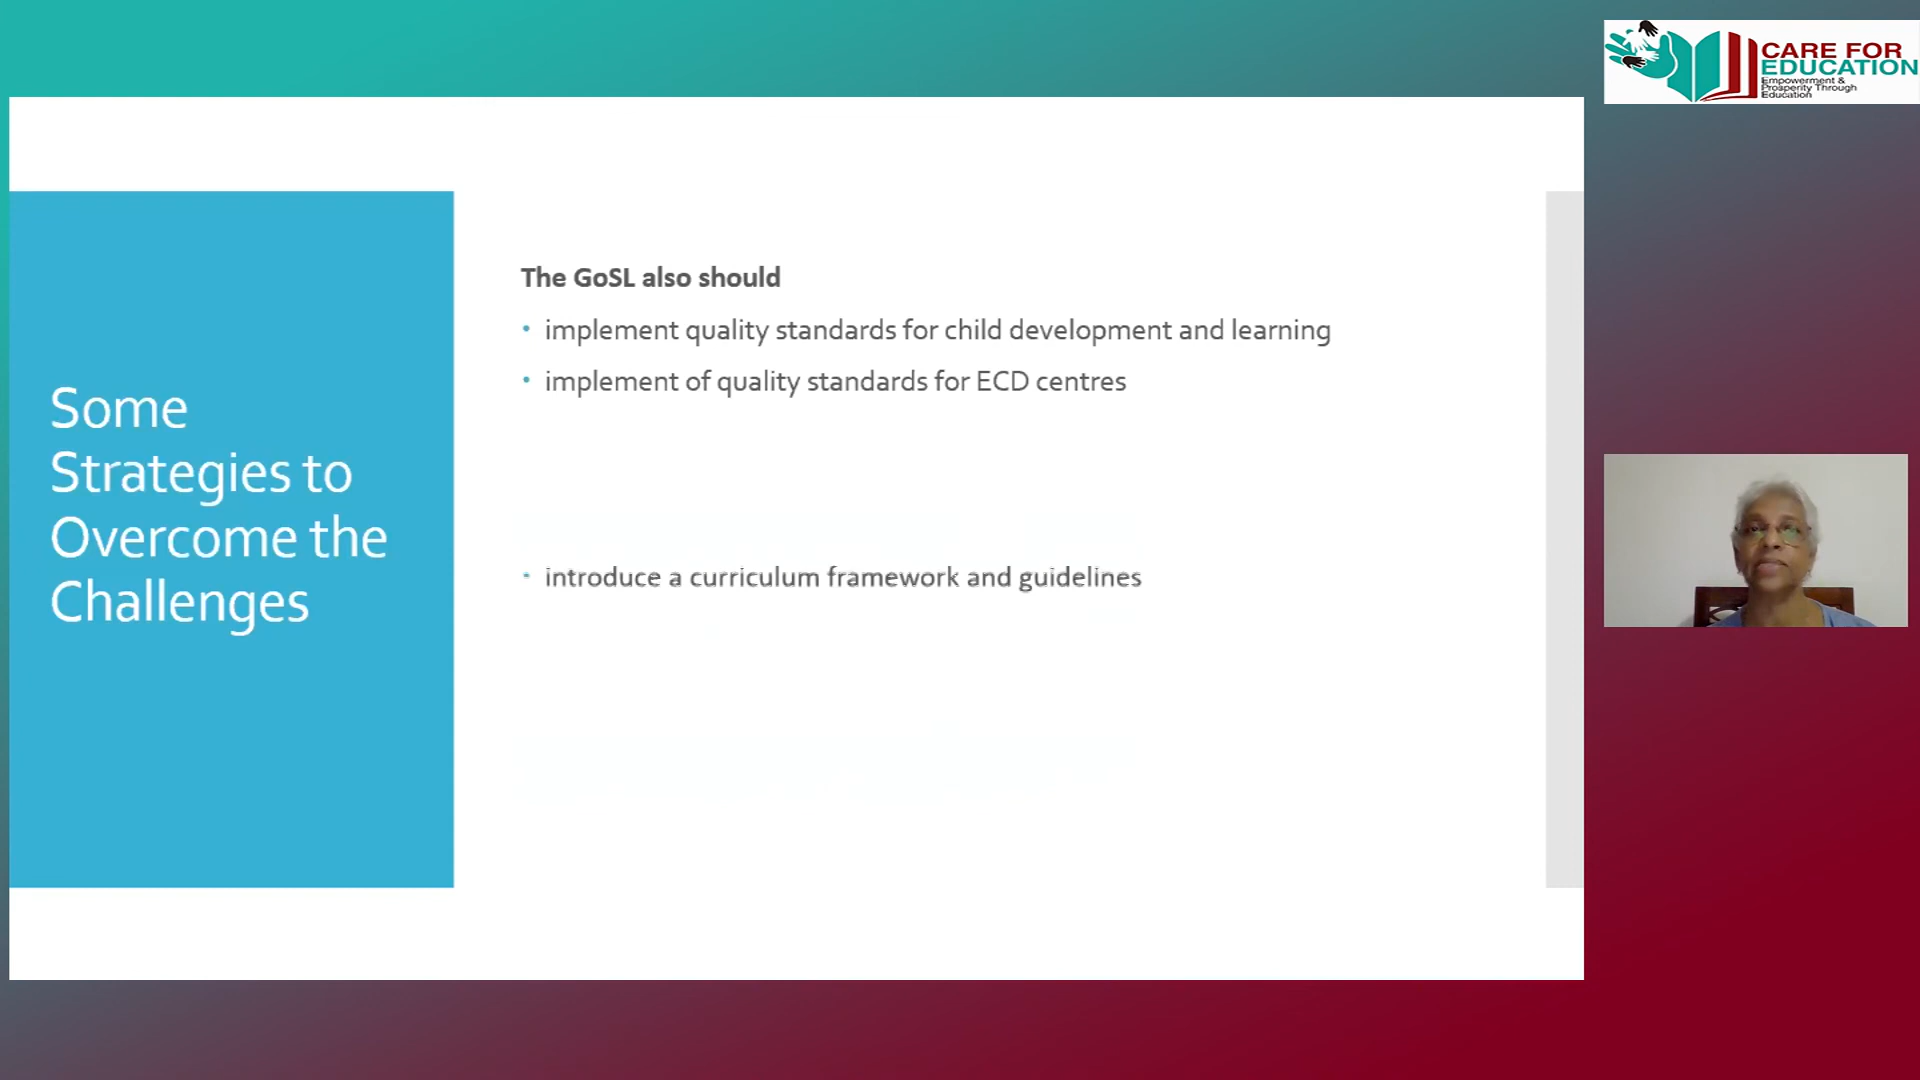 CARE FOR
EDUCATION
Empowerment &
Prosperity Through
Education
Some
Strategies to
Overcome the
Challenges
The GoSL also should
• implement quality standards for child development and learning
• implement of quality standards for ECD centres
• introduce a curriculum framework and guidelines